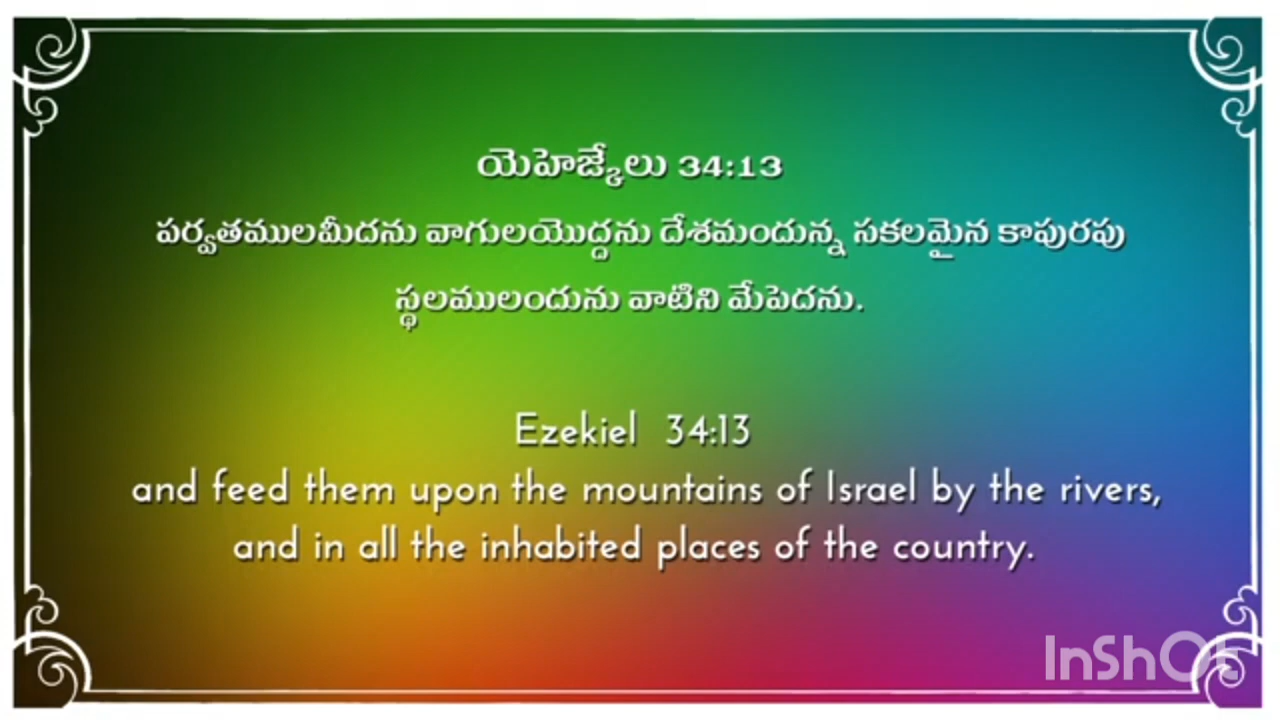 యెహెజ్కేలు 34:13
పర్వతములమీదను వాగులయొద్దను దేశమందున్న సకలమైన కాపురపు
స్థలములందును వాటిని మేపెదను.
Ezekiel 34:13
and feed them upon the mountains of Israel by the rivers,
and in all the inhabited places of the country.
InShOt